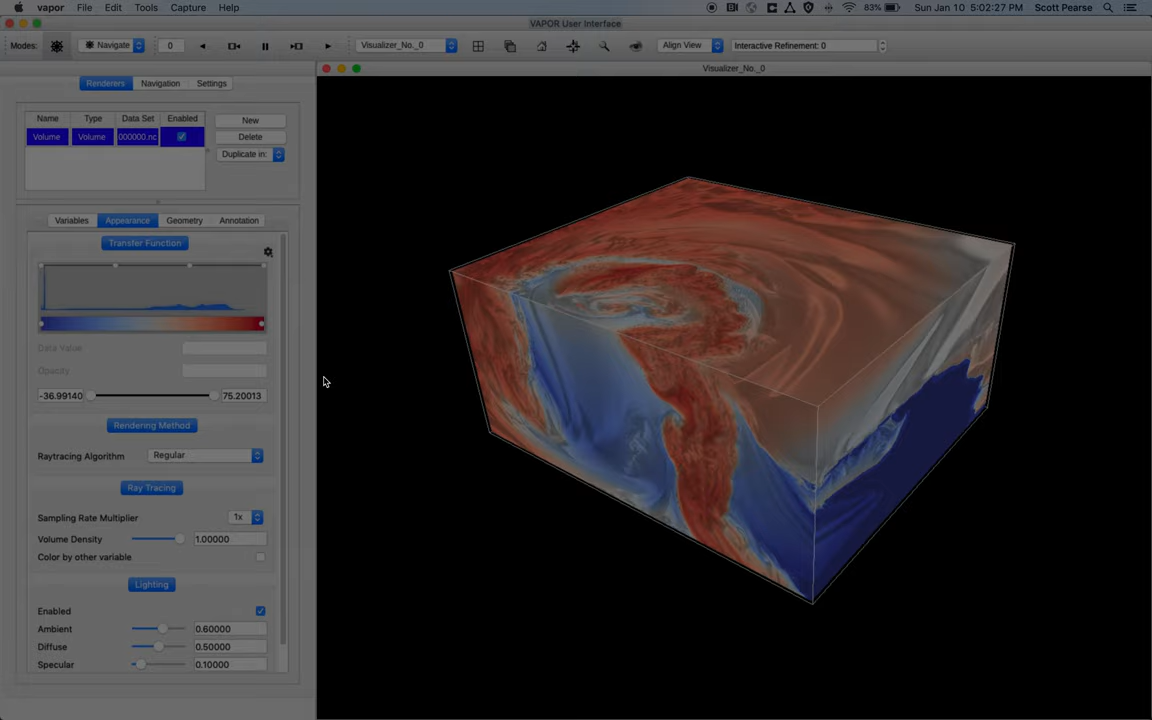 vapor File Edit Tools Capture Help 83% Sun Jan 10 5:02:27 PM Scott Pearse
VAPOR User Interface
Modes: Navigate 0 Visualizer_No._0 Align View Interactive Refinement: 0
Visualizer_No._0
Renderers Navigation Settings
Name Type Data Set Enabled
Volume Volume 000000.nc
New
Delete
Duplicate in:
Variables Appearance Geometry Annotation
Transfer Function
Data Value
Opacity
-36.99140 75.20013
Rendering Method
Raytracing Algorithm Regular
Ray Tracing
Sampling Rate Multiplier 1x
Volume Density 1.00000
Color by other variable
Lighting
Enabled
Ambient 0.60000
Diffuse 0.50000
Specular 0.10000